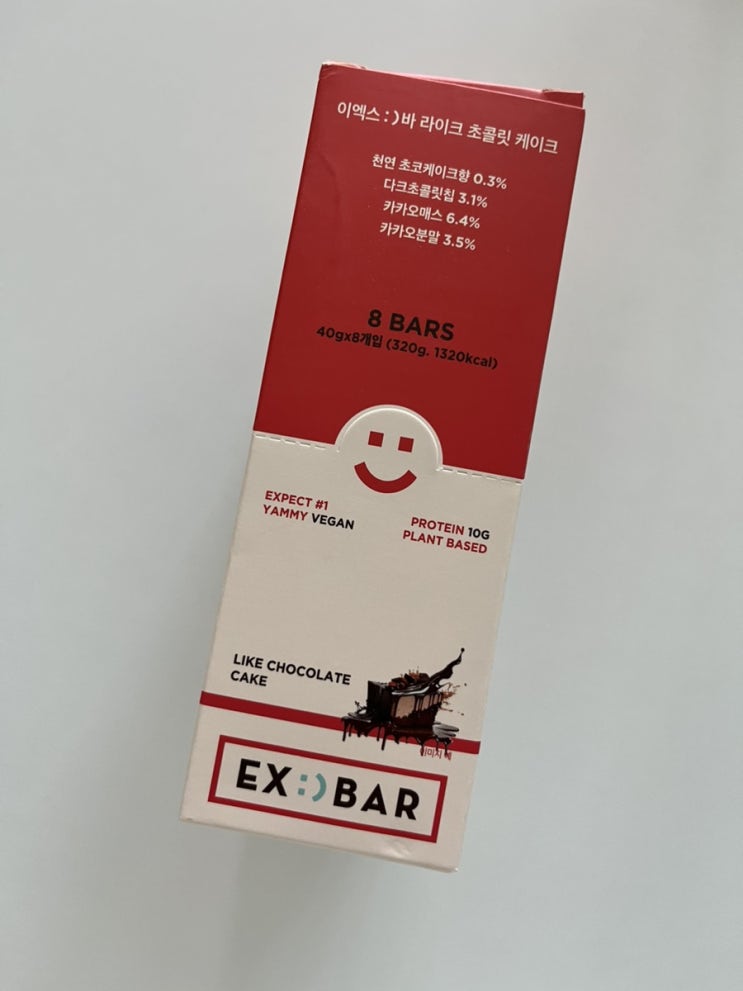 이엑스:)바 라이크 초콜릿 케이크
천연 초코케이크향 0.3%
다크초콜릿칩 3.1%
카카오매스 6.4%
카카오분말 3.5%
8 BARS
40gx8개입 (320g. 1320kcal)
EXPECT #1
YAMMY VEGAN
PROTEIN 10G
PLANT BASED
LIKE CHOCOLATE
CAKE
이미지 예
EX:)BAR